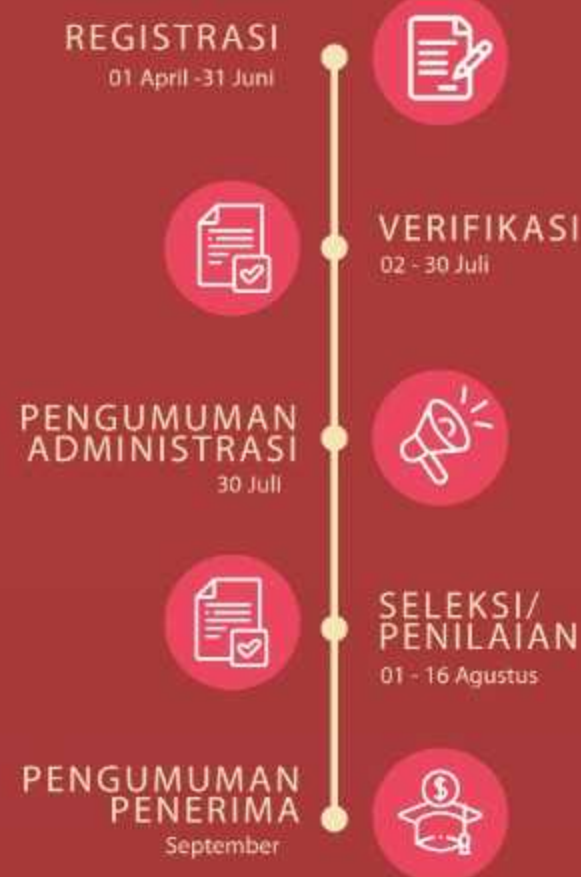 REGISTRASI
01 April -31 Juni
VERIFIKASI
02 - 30 Juli
PENGUMUMAN
ADMINISTRASI
30 Juli
SELEKSI/
PENILAIAN
01 - 16 Agustus
PENGUMUMAN
PENERIMA
September
$